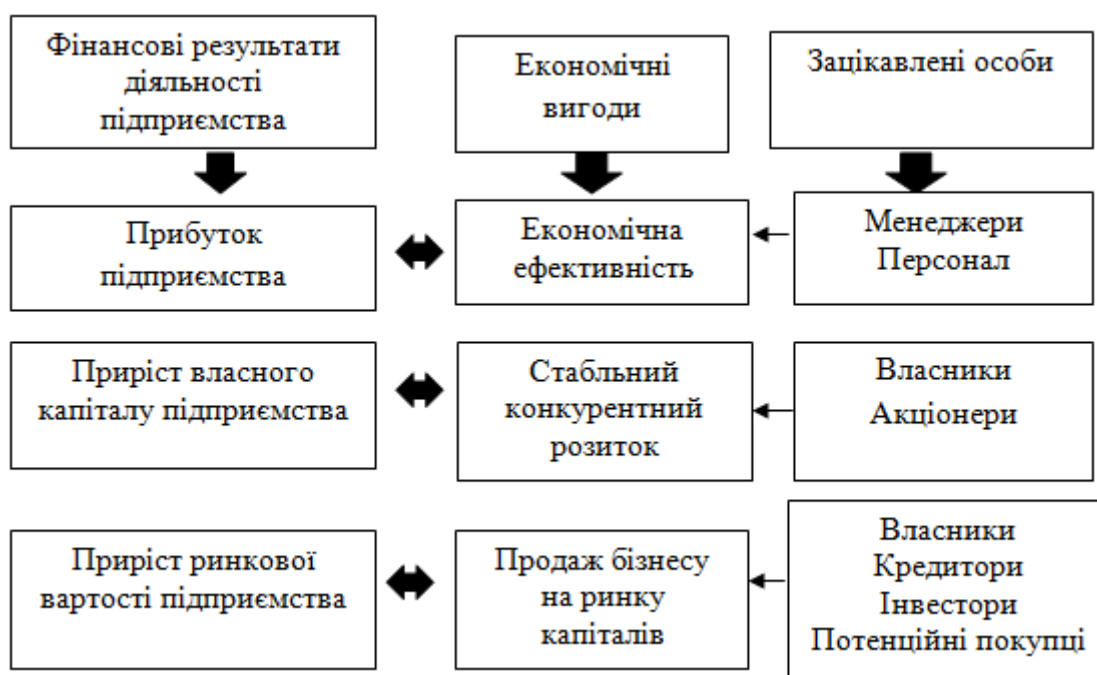 Фінансові результати
діяльності
підприємства
Економічні
вигоди
Зацікавлені особи
Прибуток
підприємства
Економічна
ефективність
Менеджери
Персонал
Приріст власного
капіталу підприємства
Стабльний
конкурентний
розиток
Власники
Акціонери
Приріст ринкової
вартості підприємства
Продаж бізнесу
на ринку
капіталів
Власники
Кредитори
Інвестори
Потенційні покупці